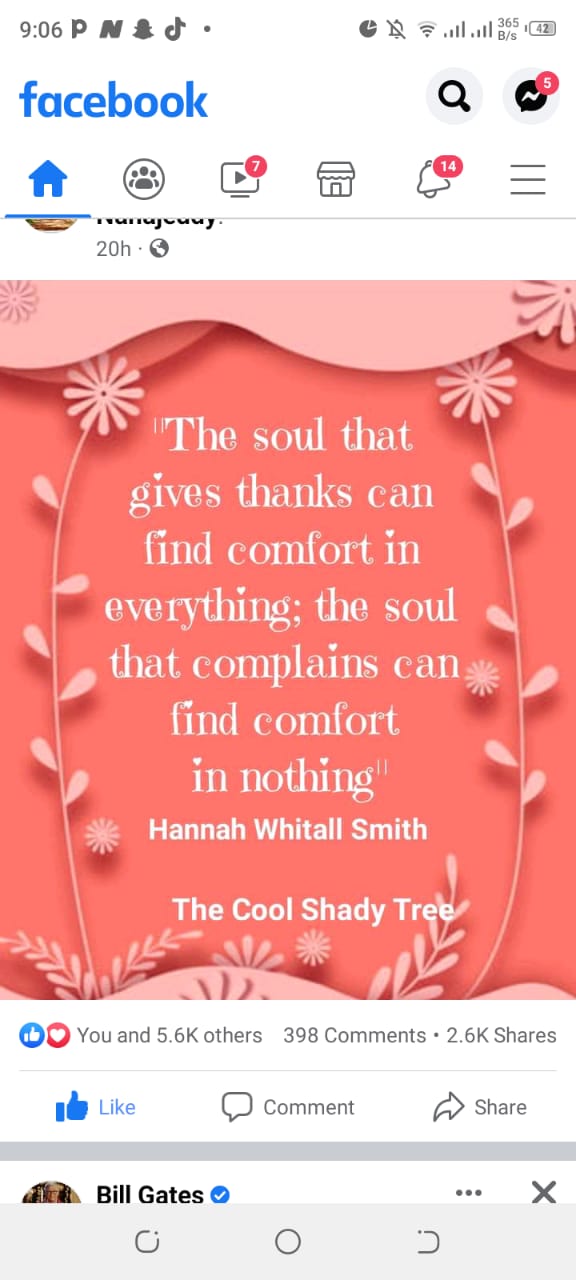 9:06
365
B/s
42
facebook
5
7
14
20h
"The soul that
gives thanks can
find comfort in
everything; the soul
that complains can
find comfort
in nothing"
Hannah Whitall Smith
The Cool Shady Tree
You and 5.6K others 398 Comments • 2.6K Shares
Like Comment Share
Bill Gates